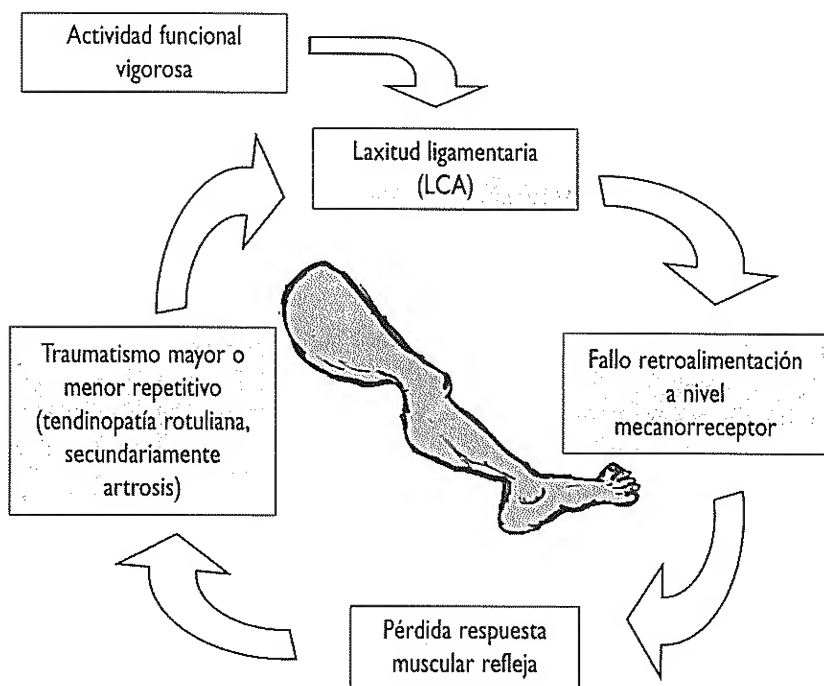 Actividad funcional
vigorosa
Laxitud ligamentaria
(LCA)
Fallo retroalimentación
a nivel
mecanorreceptor
Pérdida respuesta
muscular refleja
Traumatismo mayor o
menor repetitivo
(tendinopatía rotuliana,
secundariamente
artrosis)